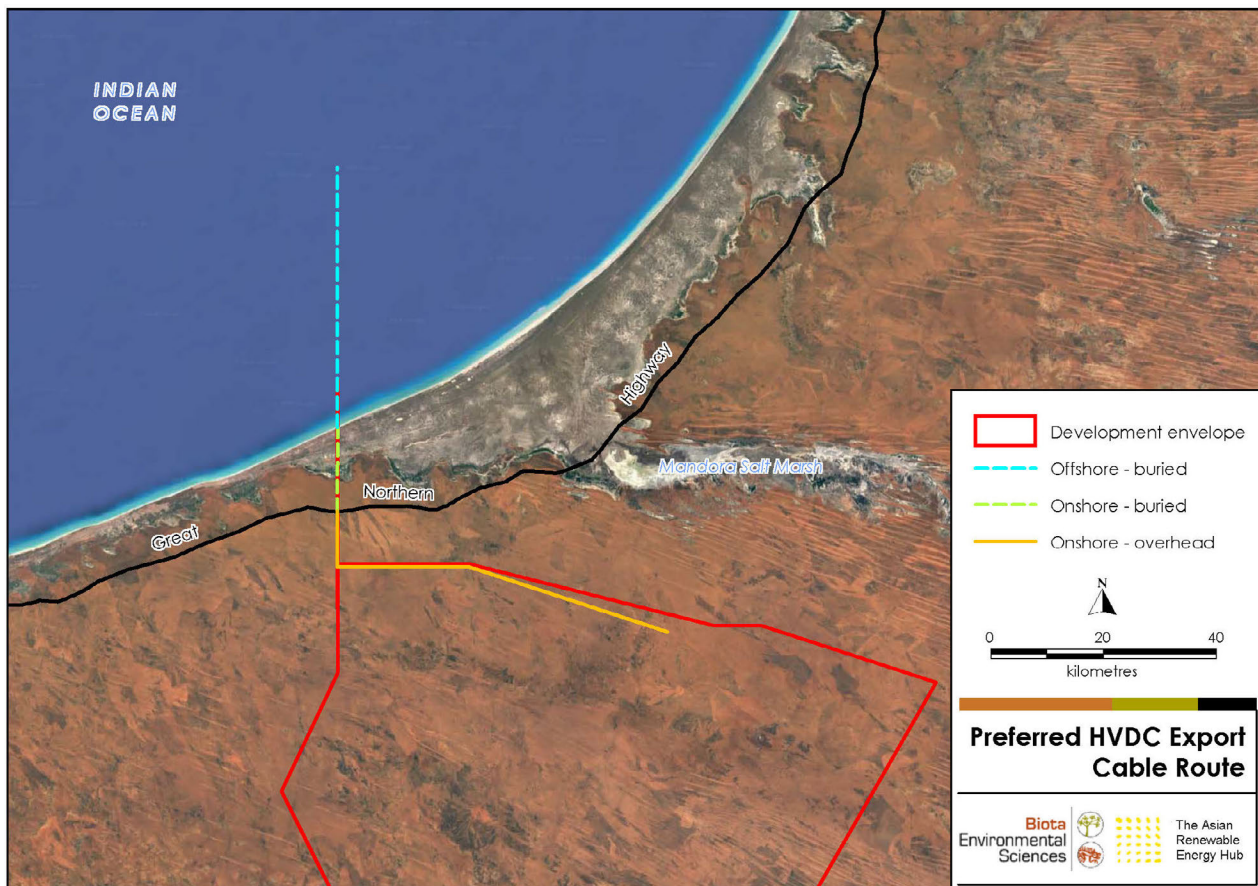 INDIAN
OCEAN
Highway
Mandora Salt Marsh
Northern
Great
Development envelope
Offshore - buried
Onshore - buried
Onshore - overhead
N
0 20 40
kilometres
Preferred HVDC Export
Cable Route
Biota
Environmental
Sciences
The Asian
Renewable
Energy Hub